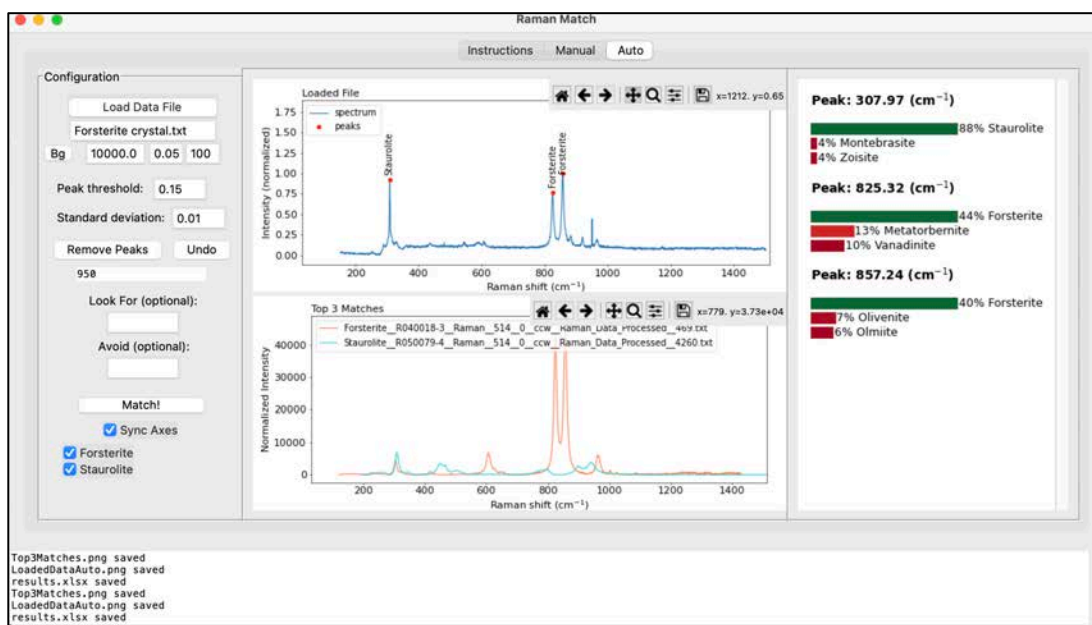 Raman Match
Instructions Manual Auto
Configuration
Load Data File
Forsterite crystal.txt
Bg 10000.0 0.05 100
Peak threshold: 0.15
Standard deviation: 0.01
Remove Peaks Undo
950
Look For (optional):
Avoid (optional):
Match!
Sync Axes
Forsterite
Staurolite
Loaded File
x=1212. y=0.65
spectrum
peaks
Staurolite
Forsterite
Forsterite
Intensity (normalized)
1.75
1.50
1.25
1.00
0.75
0.50
0.25
0.00
200 400 600 800 1000 1200 1400
Raman shift (cm⁻¹)
Top 3 Matches
x=779. y=3.73e+04
Forsterite__R040018-3__Raman__514__0__ccw__Raman_Data_Processed__469.txt
Staurolite__R050079-4__Raman__514__0__ccw__Raman_Data_Processed__4260.txt
Normalized Intensity
40000
30000
20000
10000
0
200 400 600 800 1000 1200 1400
Raman shift (cm⁻¹)
Peak: 307.97 (cm⁻¹)
88% Staurolite
4% Montebrasite
4% Zoisite
Peak: 825.32 (cm⁻¹)
44% Forsterite
13% Metatorbernite
10% Vanadinite
Peak: 857.24 (cm⁻¹)
40% Forsterite
7% Olivenite
6% Olmiite
Top3Matches.png saved
LoadedDataAuto.png saved
results.xlsx saved
Top3Matches.png saved
LoadedDataAuto.png saved
results.xlsx saved